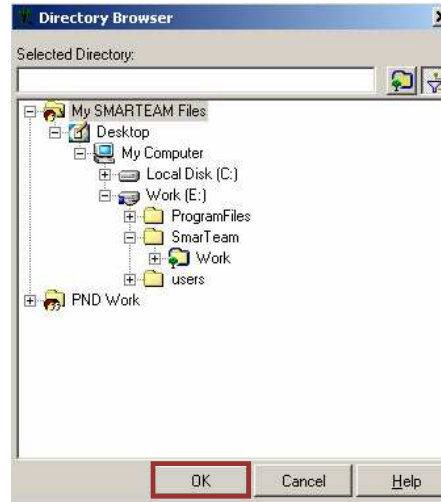 Directory Browser
Selected Directory:
My SMARTEAM Files
Desktop
My Computer
Local Disk (C:)
Work (E:)
ProgramFiles
SmarTeam
Work
users
PND Work
OK Cancel Help